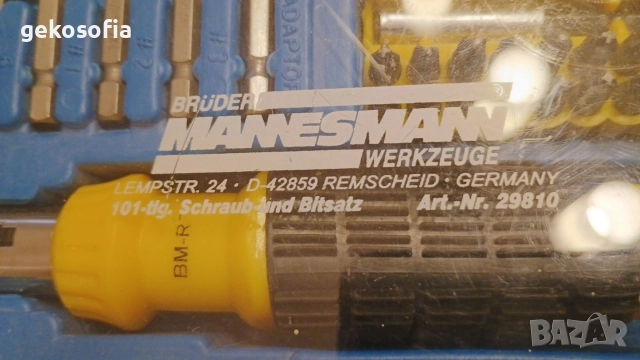 gekosofia
ADAPTOR
BRÜDER
MANNESMANN
WERKZEUGE
LEMPSTR. 24 · D-42859 REMSCHEID · GERMANY
101-tlg. Schraub-und Bitsatz Art.-Nr. 29810
BM-R
BAZAR